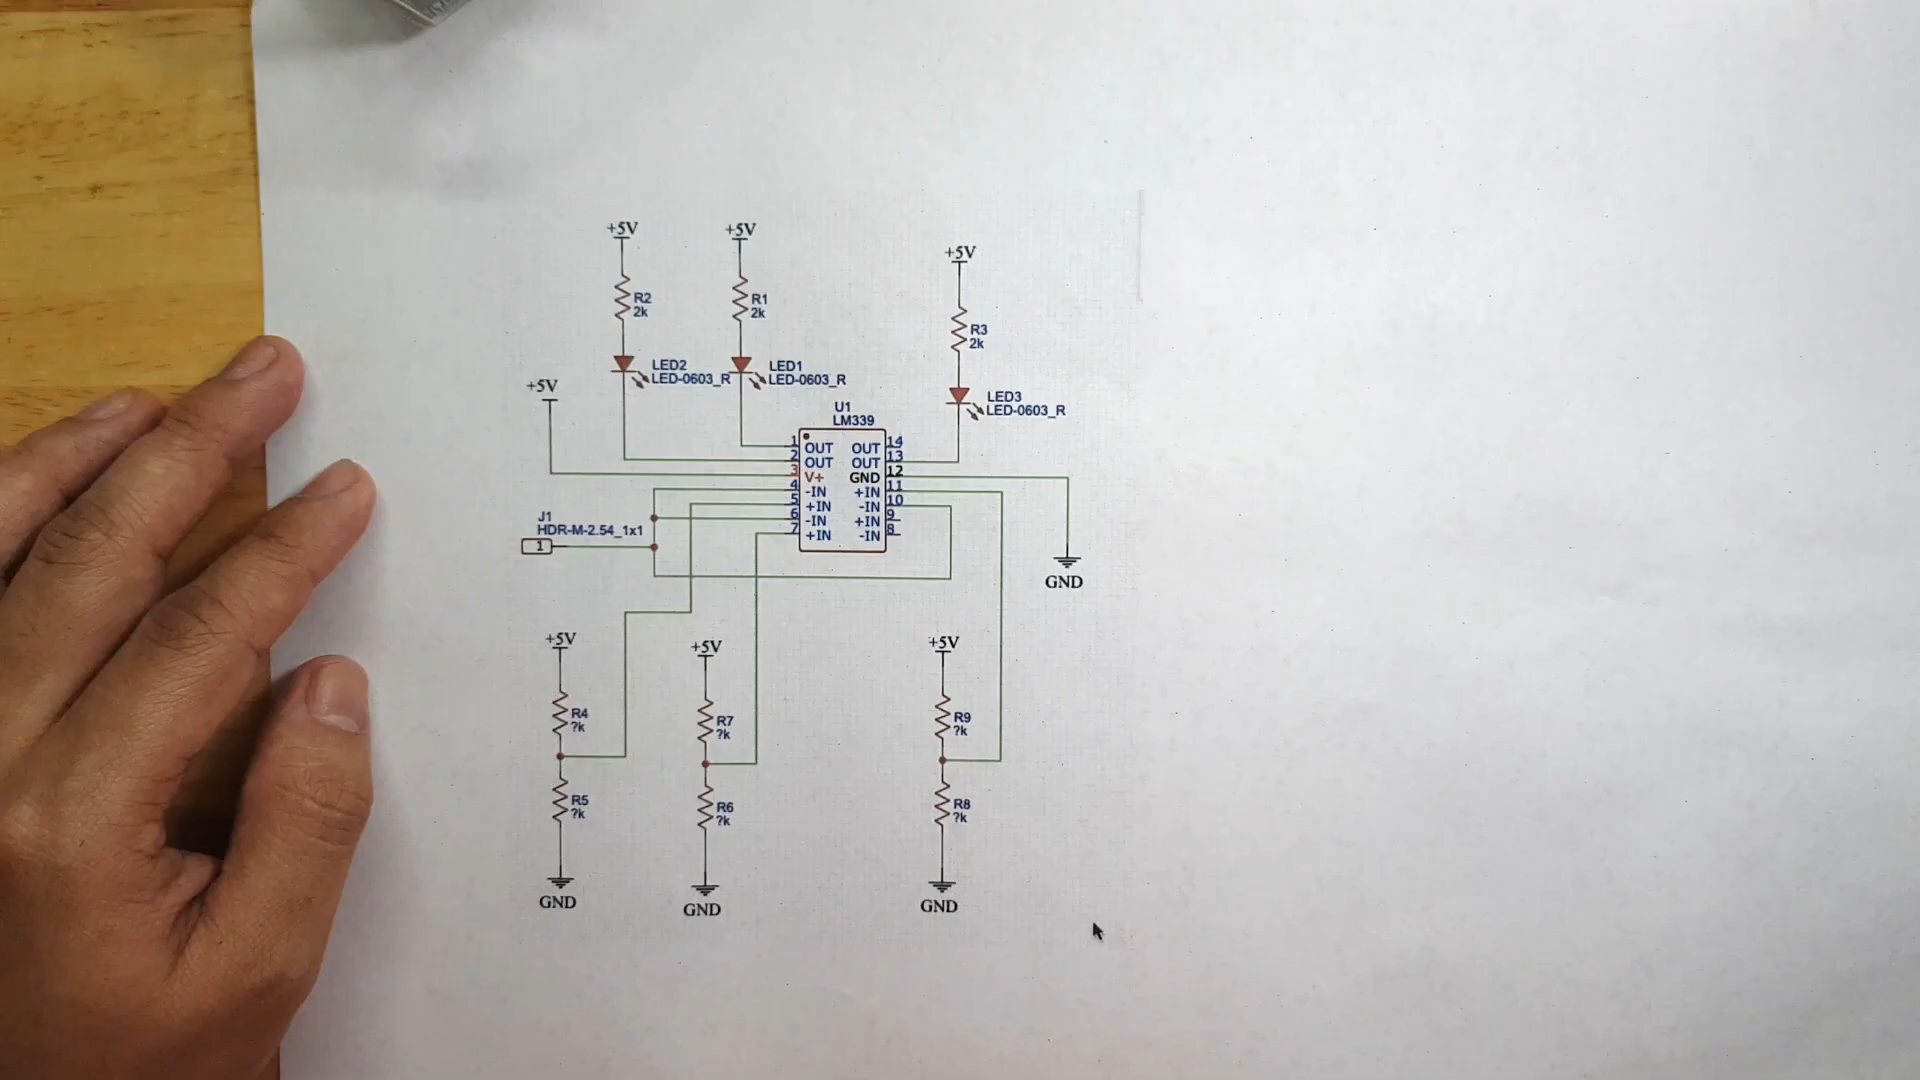 +5V
+5V
+5V
R2
2k
R1
2k
R3
2k
LED2
LED-0603_R
LED1
LED-0603_R
LED3
LED-0603_R
+5V
U1
LM339
1 OUT OUT 14
2 OUT OUT 13
3 V+ GND 12
4 -IN +IN 11
5 +IN -IN 10
6 -IN +IN 9
7 +IN -IN 8
J1
HDR-M-2.54_1x1
1
GND
+5V
+5V
+5V
R4
?k
R7
?k
R9
?k
R5
?k
R6
?k
R8
?k
GND
GND
GND